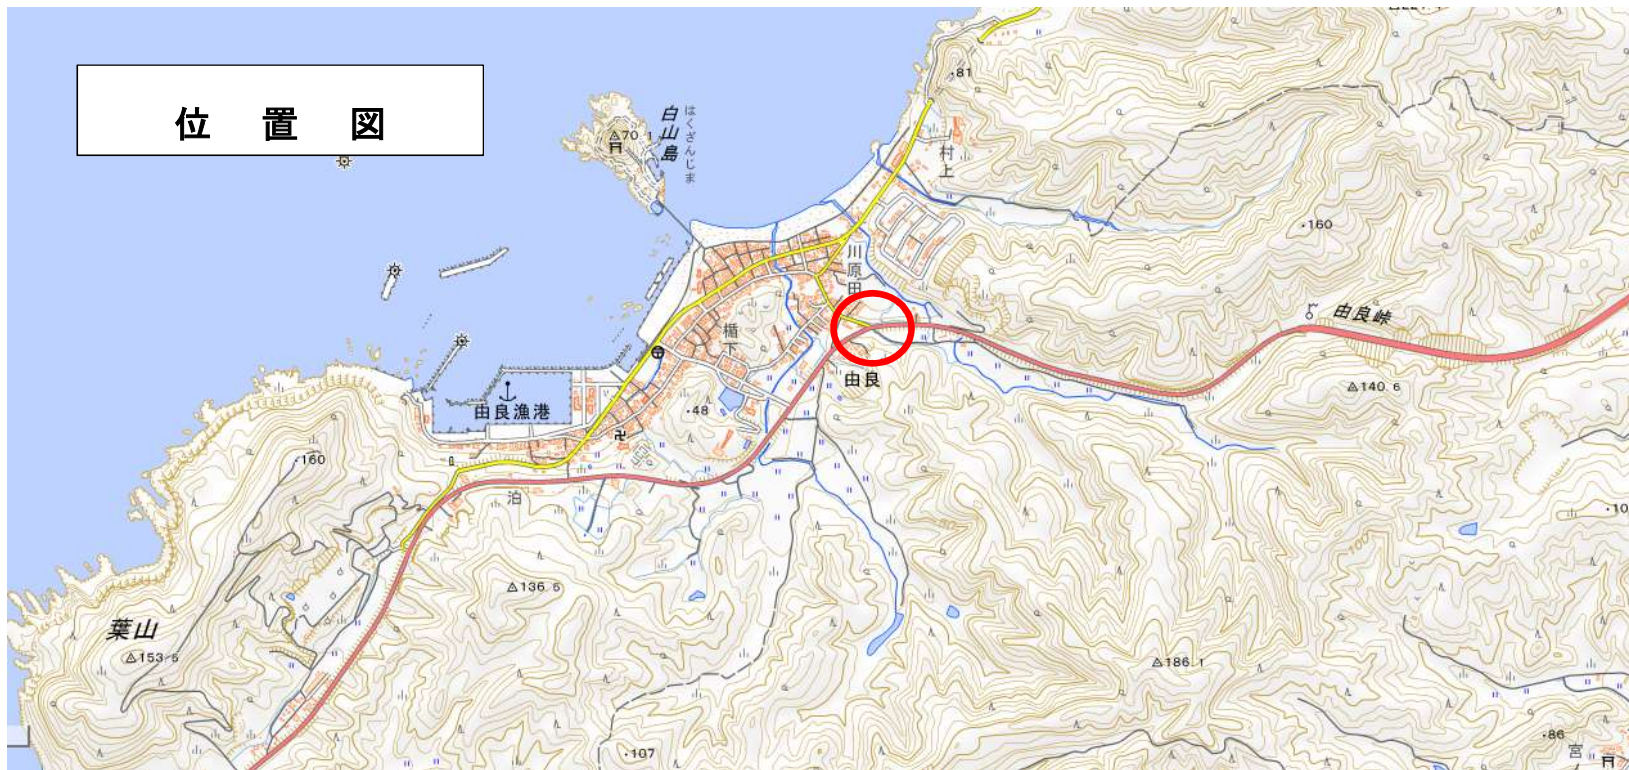 位置図
81
70.1
白山島
はくざんじま
村上
160
川原田
由良峠
楯下
由良
140.6
由良漁港
48
160
100
泊
136.5
葉山
153.5
186.1
107
86
宮